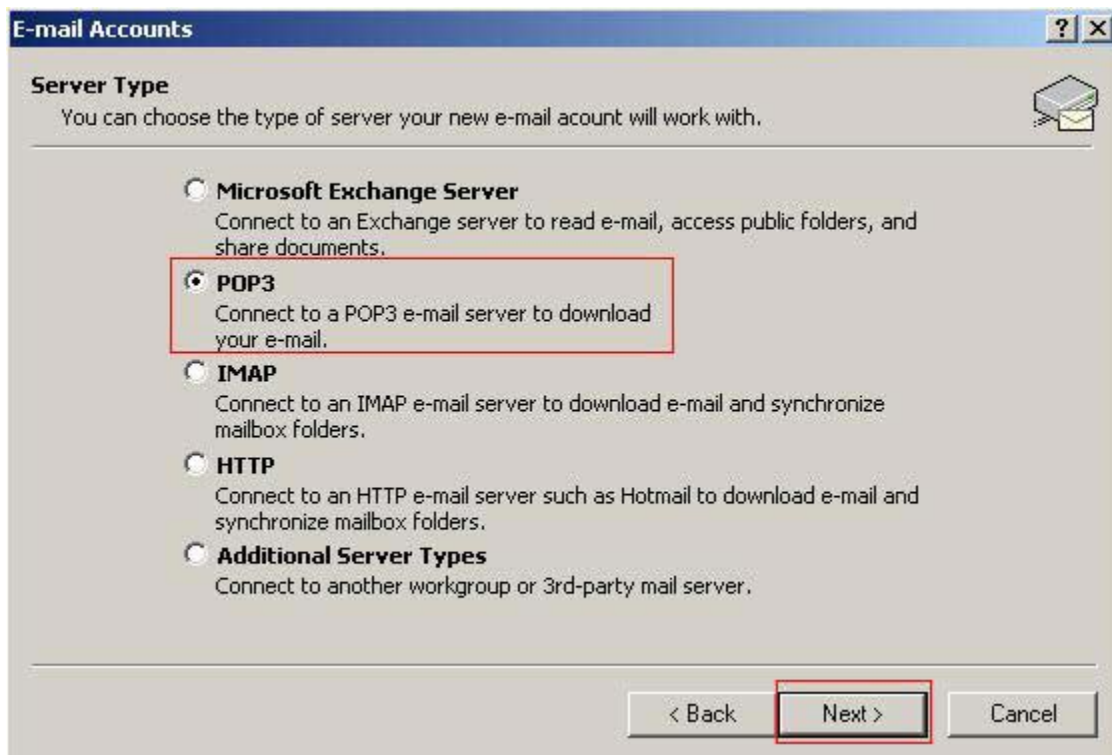 E-mail Accounts
Server Type
You can choose the type of server your new e-mail acount will work with.
Microsoft Exchange Server
Connect to an Exchange server to read e-mail, access public folders, and
share documents.
POP3
Connect to a POP3 e-mail server to download
your e-mail.
IMAP
Connect to an IMAP e-mail server to download e-mail and synchronize
mailbox folders.
HTTP
Connect to an HTTP e-mail server such as Hotmail to download e-mail and
synchronize mailbox folders.
Additional Server Types
Connect to another workgroup or 3rd-party mail server.
< Back Next > Cancel